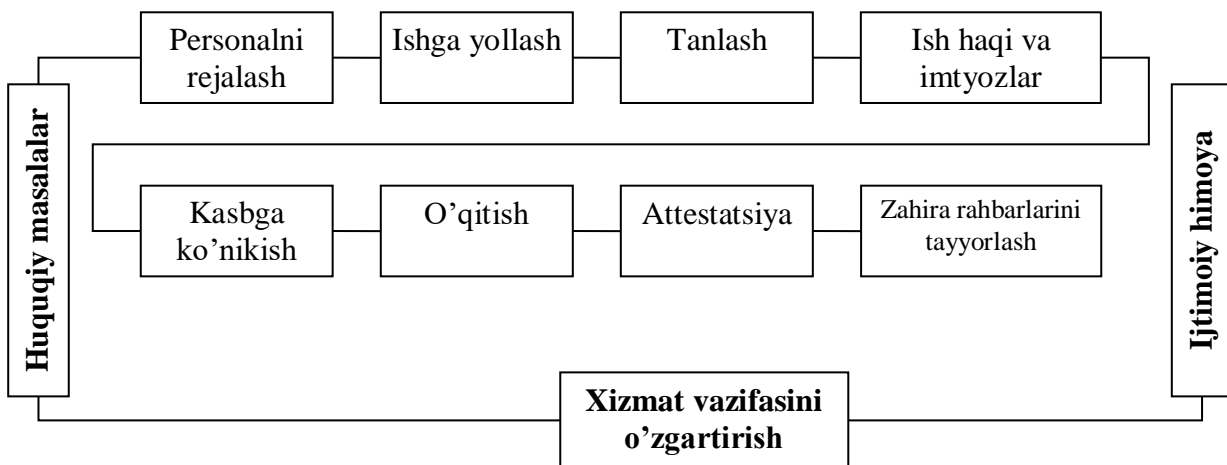 Personalni
rejalash
Ishga yollash
Tanlash
Ish haqi va
imtyozlar
Huquqiy masalalar
Ijtimoiy himoya
Kasbga
ko’nikish
O’qitish
Attestatsiya
Zahira rahbarlarini
tayyorlash
Xizmat vazifasini
o’zgartirish